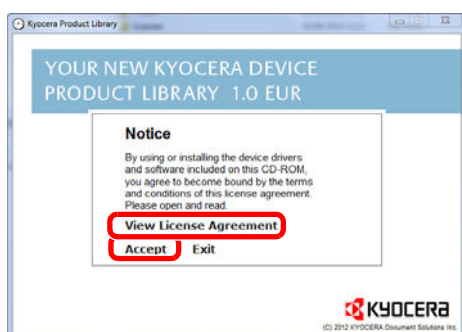 Kyocera Product Library
YOUR NEW KYOCERA DEVICE
PRODUCT LIBRARY 1.0 EUR
Notice
By using or installing the device drivers
and software included on this CD-ROM,
you agree to become bound by the terms
and conditions of this license agreement.
Please open and read.
View License Agreement
Accept Exit
KYOCERA
(C) 2012 KYOCERA Document Solutions Inc.